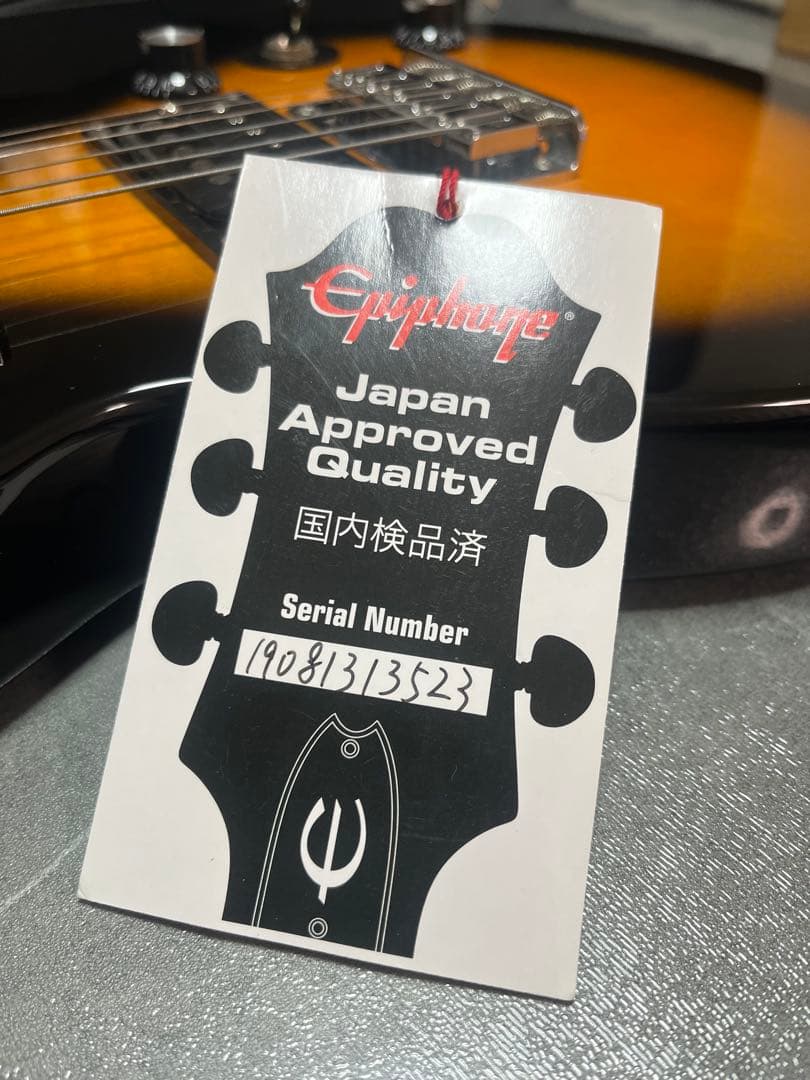 Epiphone®
Japan
Approved
Quality
国内検品済
Serial Number
19081313523